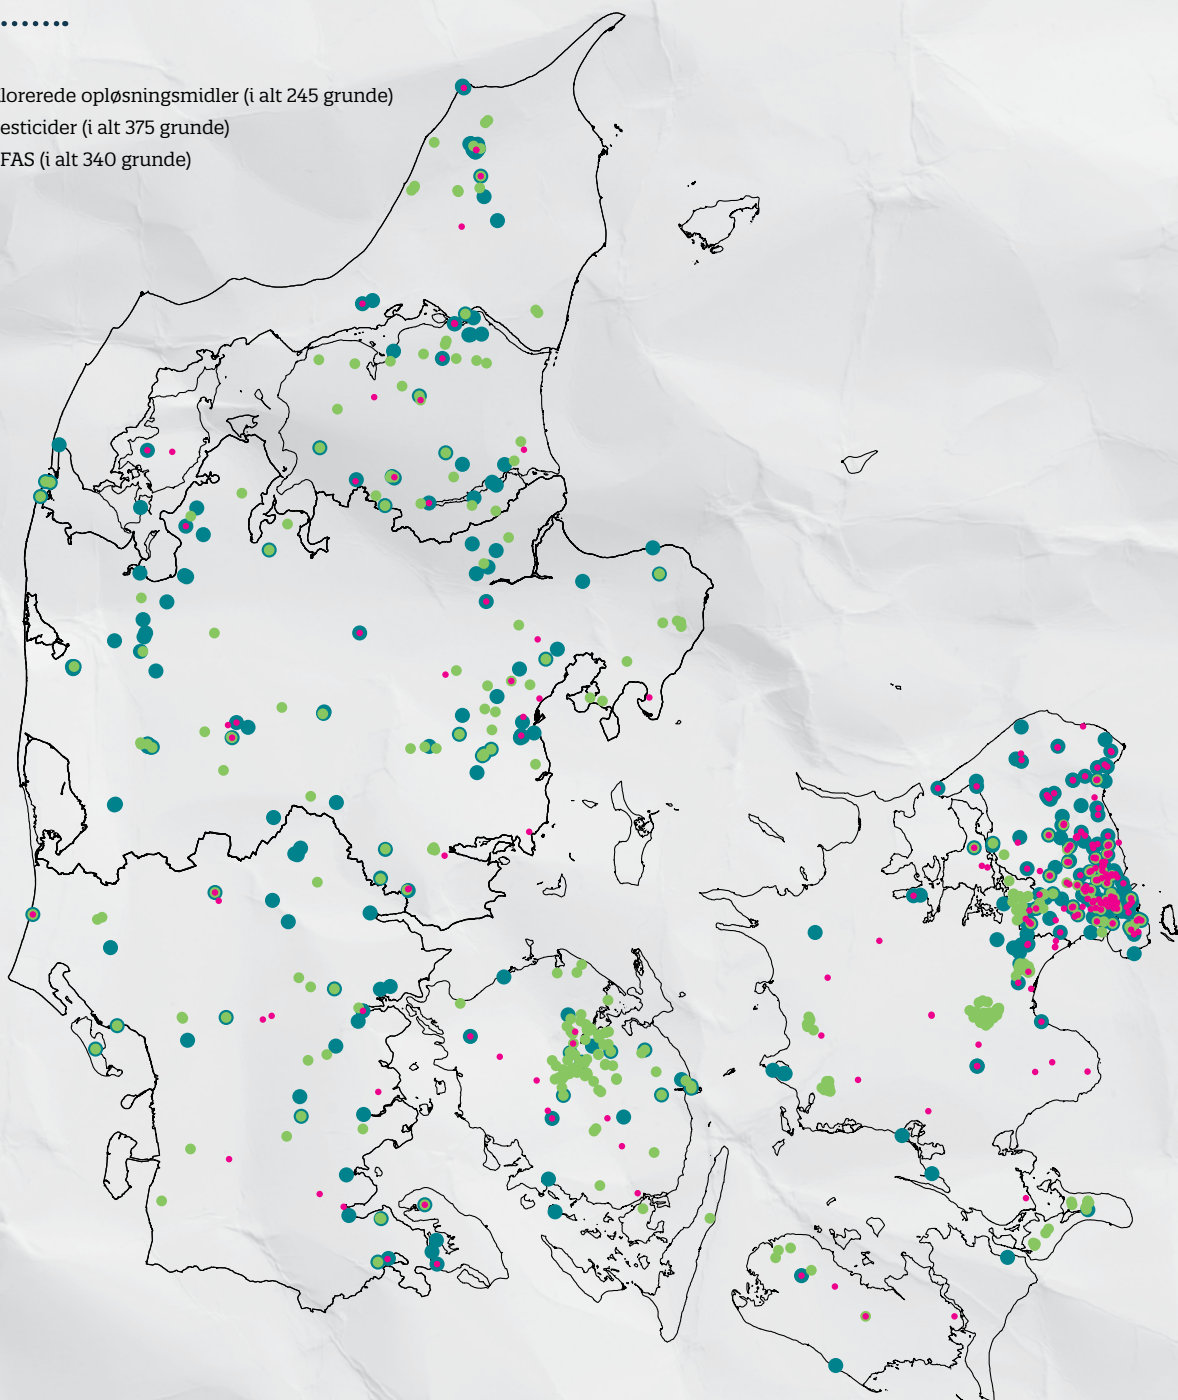 lorerede opløsningsmidler (i alt 245 grunde)
esticider (i alt 375 grunde)
FAS (i alt 340 grunde)